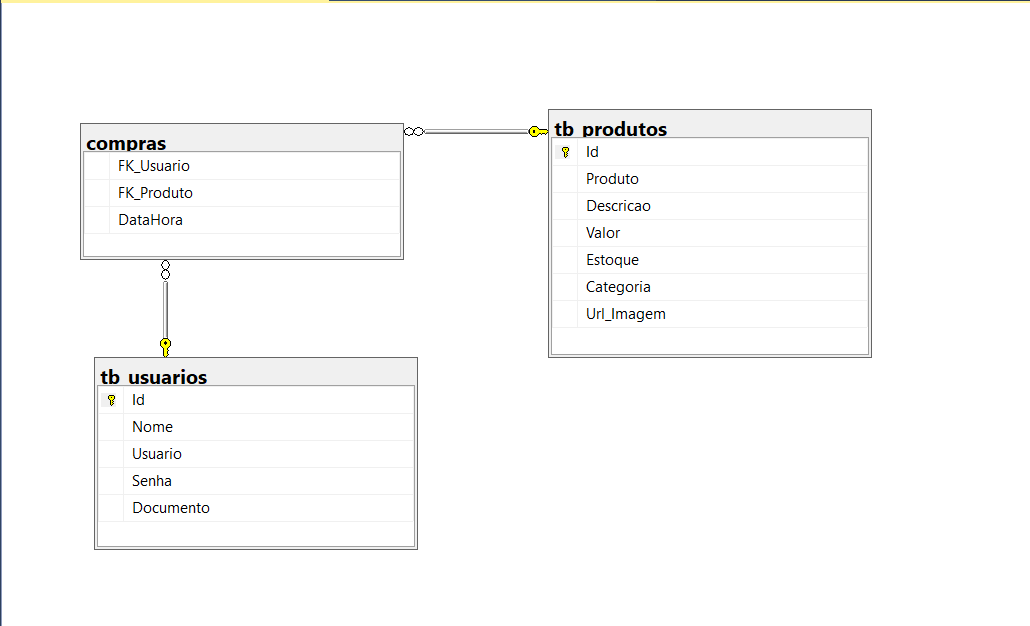 compras
FK_Usuario
FK_Produto
DataHora
tb_produtos
Id
Produto
Descricao
Valor
Estoque
Categoria
Url_Imagem
tb_usuarios
Id
Nome
Usuario
Senha
Documento